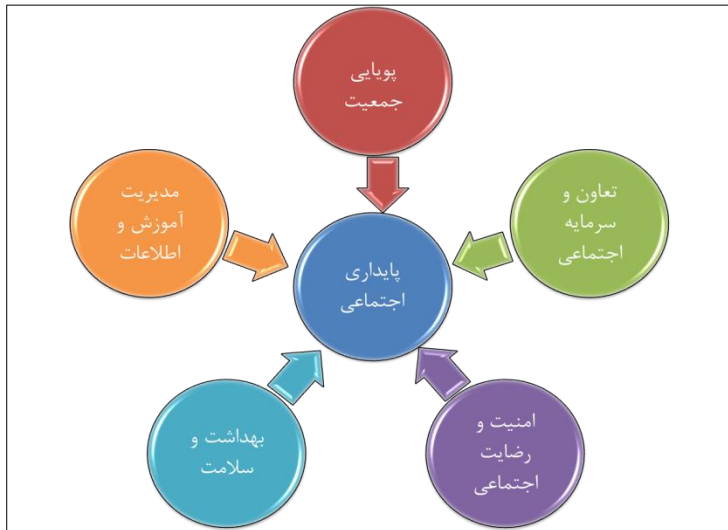 پویایی
جمعیت
تعاون و
سرمایه
اجتماعی
امنیت و
رضایت
اجتماعی
بهداشت و
سلامت
مدیریت
آموزش و
اطلاعات
پایداری
اجتماعی